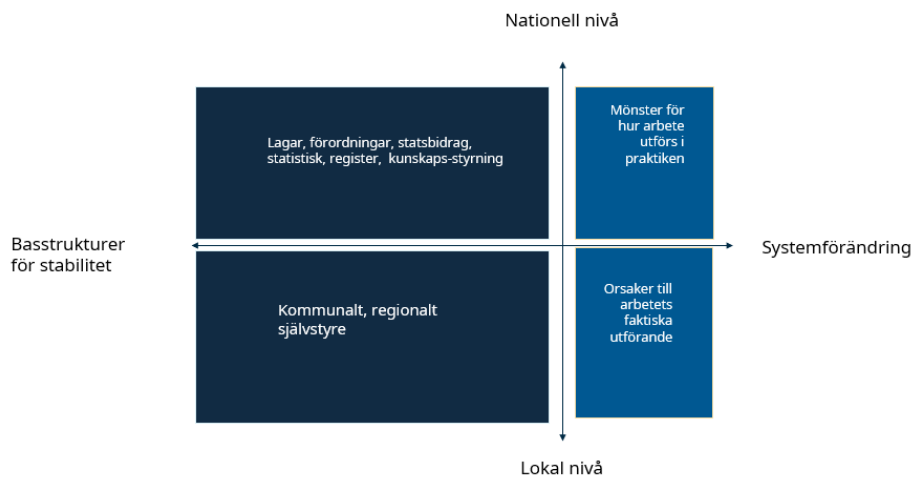 Nationell nivå
Lagar, förordningar, statsbidrag,
statistisk, register, kunskaps-styrning
Mönster för
hur arbete
utförs i
praktiken
Basstrukturer
för stabilitet
Systemförändring
Kommunalt, regionalt
självstyre
Orsaker till
arbetets
faktiska
utförande
Lokal nivå